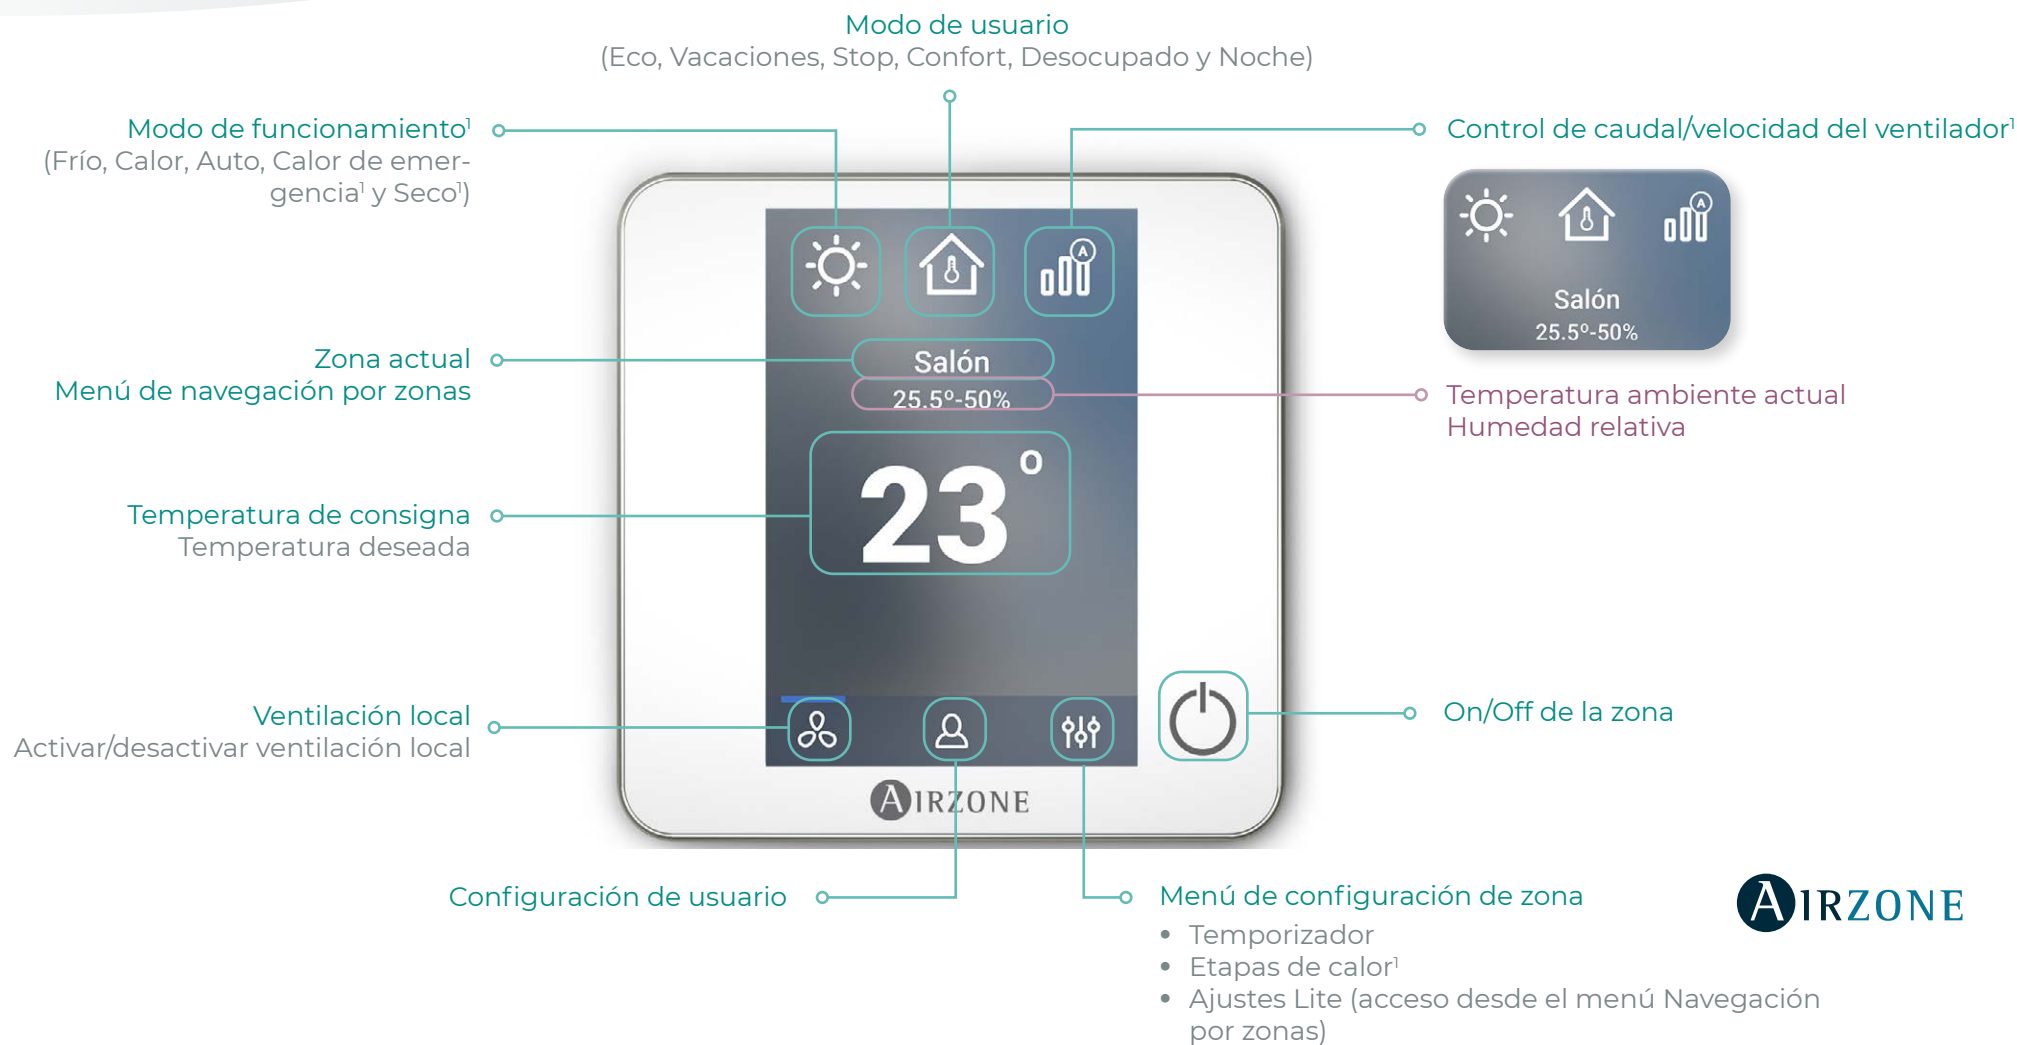 Modo de usuario
(Eco, Vacaciones, Stop, Confort, Desocupado y Noche)
Modo de funcionamiento¹
(Frío, Calor, Auto, Calor de emer-
gencia¹ y Seco¹)
Control de caudal/velocidad del ventilador¹
A
Salón
25.5º-50%
A
Salón
25.5º-50%
23º
Zona actual
Menú de navegación por zonas
Temperatura ambiente actual
Humedad relativa
Temperatura de consigna
Temperatura deseada
Ventilación local
Activar/desactivar ventilación local
On/Off de la zona
AIRZONE
Configuración de usuario
Menú de configuración de zona
• Temporizador
• Etapas de calor¹
• Ajustes Lite (acceso desde el menú Navegación
por zonas)
AIRZONE